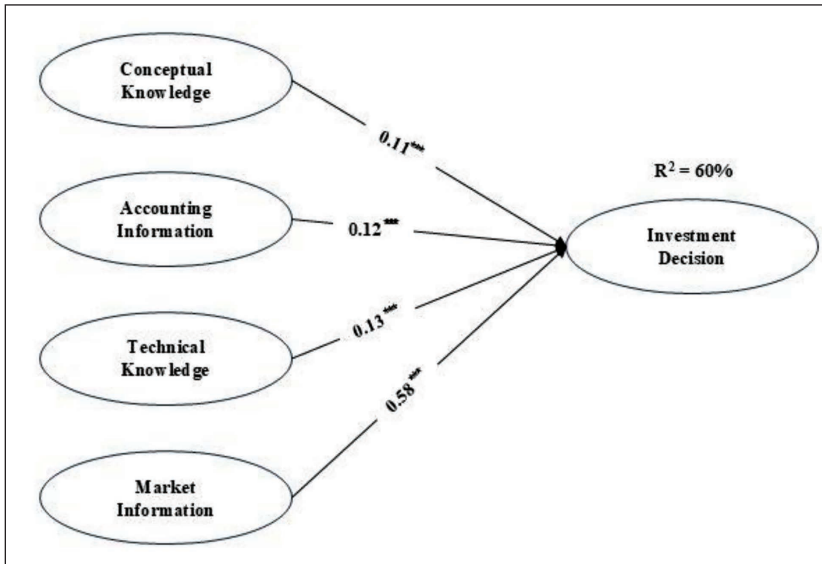 Conceptual
Knowledge
0.11***
R² = 60%
Accounting
Information
0.12***
Investment
Decision
Technical
Knowledge
0.13***
0.58***
Market
Information